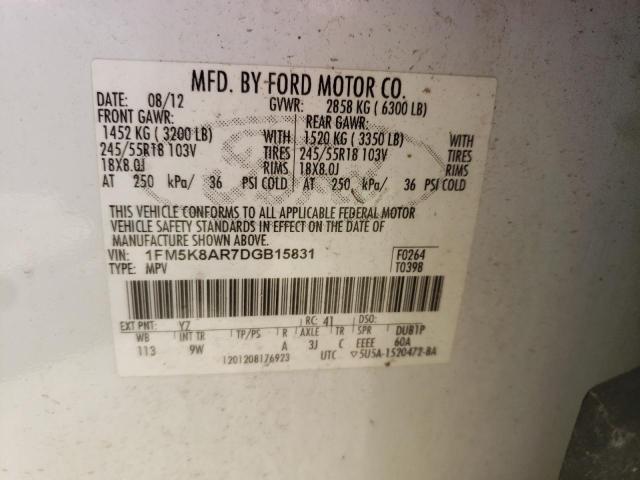 MFD. BY FORD MOTOR CO.
DATE: 08/12 GVWR: 2858 KG ( 6300 LB)
FRONT GAWR: REAR GAWR:
1452 KG ( 3200 LB) WITH 1520 KG ( 3350 LB) WITH
245/55R18 103V TIRES 245/55R18 103V TIRES
18X8.0J RIMS 18X8.0J RIMS
AT 250 kPa/ 36 PSI COLD AT 250 kPa/ 36 PSI COLD
THIS VEHICLE CONFORMS TO ALL APPLICABLE FEDERAL MOTOR
VEHICLE SAFETY STANDARDS IN EFFECT ON THE DATE OF
MANUFACTURE SHOWN ABOVE.
VIN: 1FM5K8AR7DGB15831 F0264
TYPE: MPV T0398
EXT PNT: YZ RC: 41 DSO:
WB INT TR TP/PS R AXLE TR SPR DUB1P
113 9W A 3J C EEEE 60A
1201208176923 UTC ▽5U5A-1520472-BA